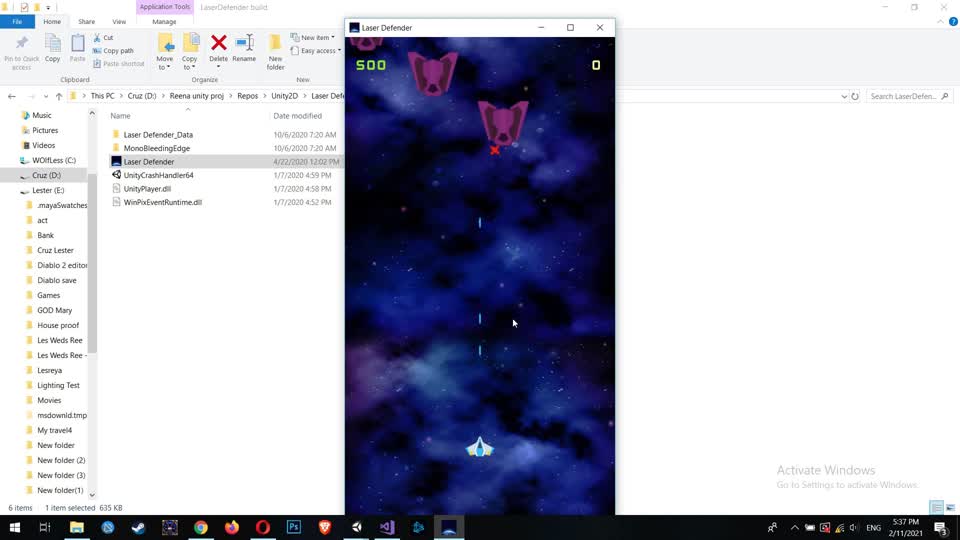 Application Tools
LaserDefender build
File
Home
Share
View
Manage
Pin to Quick access
Copy
Paste
Cut
Copy path
Paste shortcut
Clipboard
Move to
Copy to
Delete
Rename
Organize
New folder
New item
Easy access
This PC
Cruz (D:)
Reena unity proj
Repos
Unity2D
Laser Defe
Search LaserDefen...
Name
Date modified
Music
Pictures
Videos
WOlfLess (C:)
Cruz (D:)
Lester (E:)
.mayaSwatches
act
Bank
Cruz Lester
Diablo 2 editor
Diablo save
Games
GOD Mary
House proof
Les Weds Ree
Les Weds Ree -
Lesreya
Lighting Test
Movies
msdownld.tmp
My travel4
New folder
New folder (2)
New folder (3)
New folder(1)
Laser Defender_Data 10/6/2020 7:20 AM
MonoBleedingEdge 10/6/2020 7:20 AM
Laser Defender 4/22/2020 12:02 PM
UnityCrashHandler64 1/7/2020 4:59 PM
UnityPlayer.dll 1/7/2020 4:58 PM
WinPixEventRuntime.dll 1/7/2020 4:52 PM
Laser Defender
500
0
Activate Windows
Go to Settings to activate Windows.
6 items
1 item selected 635 KB
ENG
5:37 PM
2/11/2021
3